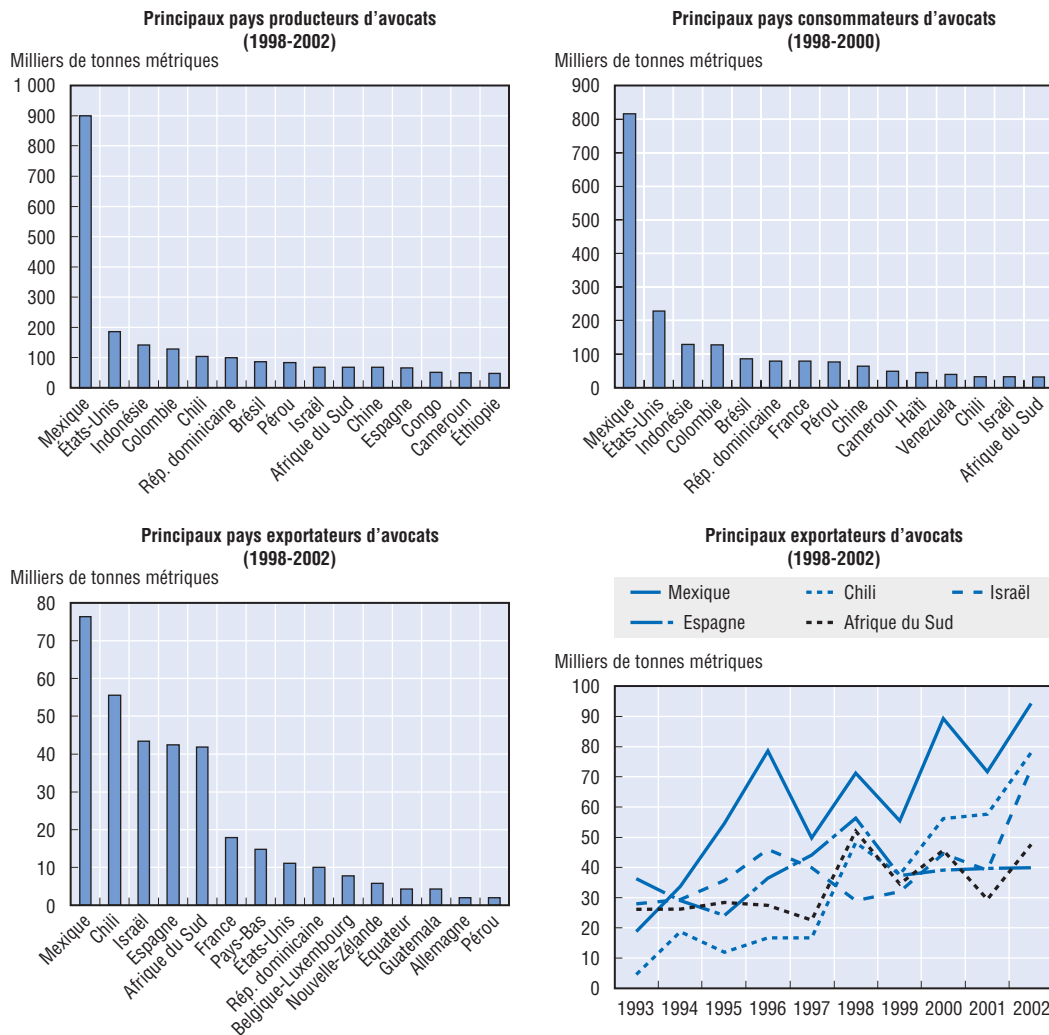 Principaux pays producteurs d'avocats
(1998-2002)
Milliers de tonnes métriques
1 000
900
800
700
600
500
400
300
200
100
0
Mexique
États-Unis
Indonésie
Colombie
Chili
Rép. dominicaine
Brésil
Pérou
Israël
Afrique du Sud
Chine
Espagne
Congo
Cameroun
Éthiopie
Principaux pays consommateurs d'avocats
(1998-2000)
Milliers de tonnes métriques
900
800
700
600
500
400
300
200
100
0
Mexique
États-Unis
Indonésie
Colombie
Brésil
Rép. dominicaine
France
Pérou
Chine
Cameroun
Haïti
Venezuela
Chili
Israël
Afrique du Sud
Principaux pays exportateurs d'avocats
(1998-2002)
Milliers de tonnes métriques
80
70
60
50
40
30
20
10
0
Mexique
Chili
Israël
Espagne
Afrique du Sud
France
Pays-Bas
États-Unis
Rép. dominicaine
Belgique-Luxembourg
Nouvelle-Zélande
Équateur
Guatemala
Allemagne
Pérou
Principaux exportateurs d'avocats
(1998-2002)
Mexique Chili Israël
Espagne Afrique du Sud
Milliers de tonnes métriques
100
90
80
70
60
50
40
30
20
10
0
1993 1994 1995 1996 1997 1998 1999 2000 2001 2002